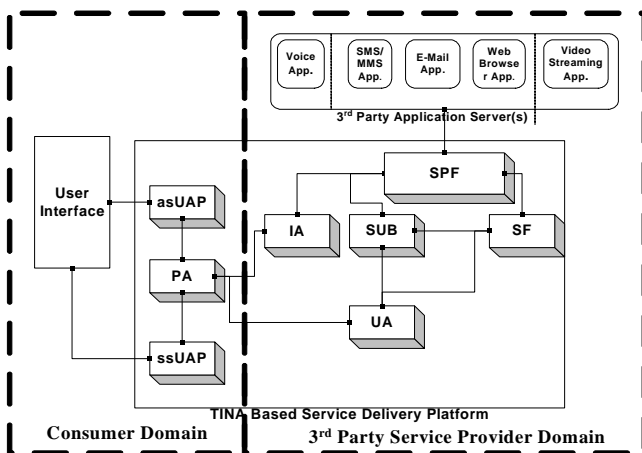 Voice
App.
SMS/
MMS
App.
E-Mail
App.
Web
Browse
r App.
Video
Streaming
App.
3rd Party Application Server(s)
User
Interface
asUAP
SPF
IA
SUB
SF
PA
UA
ssUAP
TINA Based Service Delivery Platform
Consumer Domain
3rd Party Service Provider Domain